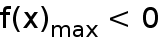 f(x)max < 0